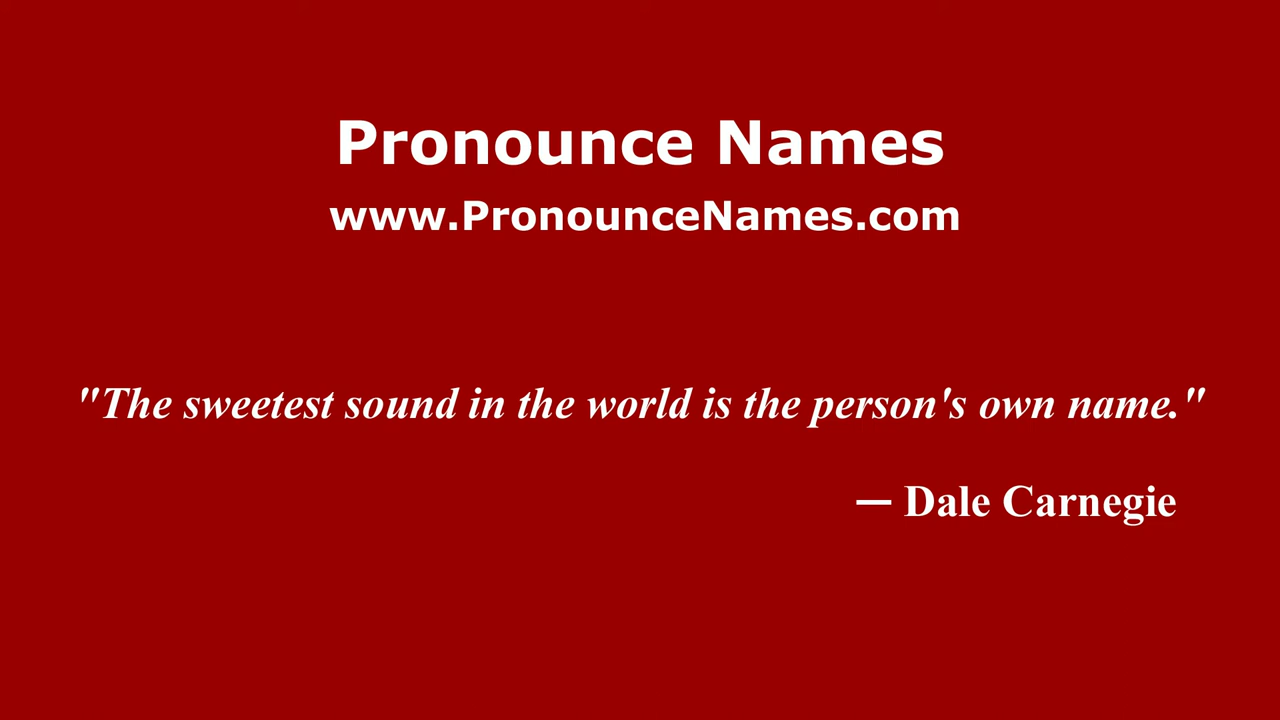 Pronounce Names
www.PronounceNames.com
"The sweetest sound in the world is the person's own name."
— Dale Carnegie